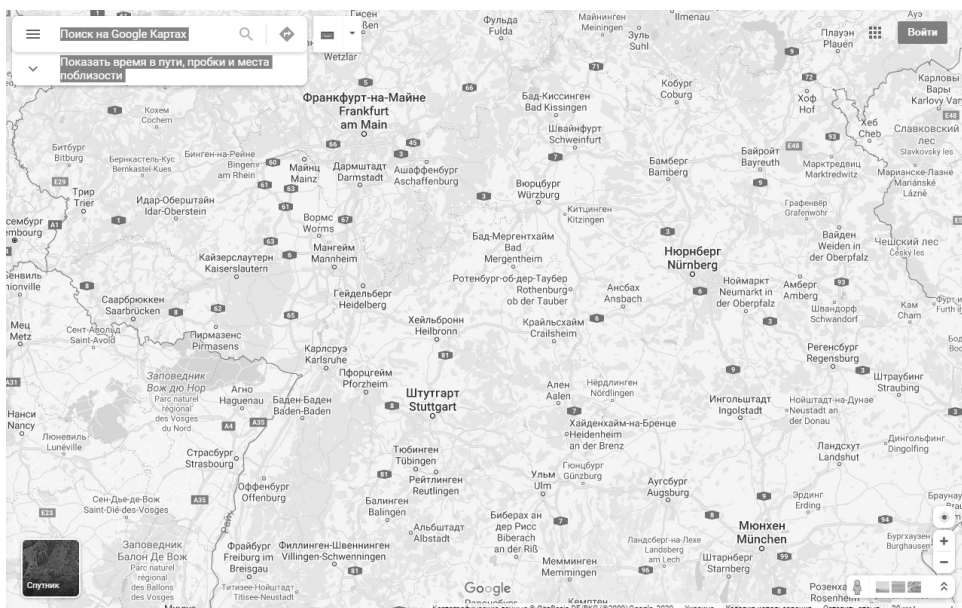 Поиск на Google Картах
Показать время в пути, пробки и места
поблизости
Войти
Гисен
Wetzlar
Фульда
Fulda
Майнинген
Meiningen
Зуль
Suhl
Ilmenau
Ауэ
Плауэн
Plauen
Франкфурт-на-Майне
Frankfurt
am Main
Бад-Киссинген
Bad Kissingen
Кобург
Coburg
Хоф
Hof
Карловы
Вары
Karlovy Vary
Кохем
Cochem
Швайнфурт
Schweinfurt
Хеб
Cheb
Славковский
лес
Slavkovský les
Битбург
Bitburg
Бернкастель-Кус
Bernkastel-Kues
Бинген-на-Рейне
Bingen
am Rhein
Майнц
Mainz
Дармштадт
Darmstadt
Ашаффенбург
Aschaffenburg
Бамберг
Bamberg
Байройт
Bayreuth
Марктредвиц
Marktredwitz
Марианске-Лазне
Mariánské
Lázně
Трир
Trier
Идар-Оберштайн
Idar-Oberstein
Вюрцбург
Würzburg
Китцинген
Kitzingen
Графенвёр
Grafenwöhr
Вормс
Worms
Мангейм
Mannheim
Бад-Мергентхайм
Bad
Mergentheim
Нюрнберг
Nürnberg
Вайден
Weiden in
der Oberpfalz
Чешский лес
Český les
Кайзерслаутерн
Kaiserslautern
Ротенбург-об-дер-Таубер
Rothenburg
ob der Tauber
Ансбах
Ansbach
Ноймаркт
Neumarkt in
der Oberpfalz
Амберг
Amberg
Саарбрюккен
Saarbrücken
Гейдельберг
Heidelberg
Швандорф
Schwandorf
Кам
Cham
Мец
Metz
Сент-Авольд
Saint-Avold
Пирмазенс
Pirmasens
Хейльбронн
Heilbronn
Крайльсхайм
Crailsheim
Карлсруэ
Karlsruhe
Регенсбург
Regensburg
Заповедник
Вож дю Нор
Parc naturel
régional
des Vosges
du Nord
Агно
Haguenau
Баден-Баден
Baden-Baden
Пфорцгейм
Pforzheim
Штутгарт
Stuttgart
Ален
Aalen
Нёрдлинген
Nördlingen
Ингольштадт
Ingolstadt
Нойштадт-на-Дунае
Neustadt an
der Donau
Штраубинг
Straubing
Нанси
Nancy
Люневиль
Lunéville
Страсбург
Strasbourg
Хайденхайм-на-Бренце
Heidenheim
an der Brenz
Ландсхут
Landshut
Дингольфинг
Dingolfing
Тюбинген
Tübingen
Рейтлинген
Reutlingen
Ульм
Ulm
Гюнцбург
Günzburg
Аугсбург
Augsburg
Оффенбург
Offenburg
Сен-Дье-де-Вож
Saint-Dié-des-Vosges
Балинген
Balingen
Эрдинг
Erding
Рейн
Альбштадт
Albstadt
Биберах ан
дер Рисс
Biberach
an der Riß
Мюнхен
München
Бургхаузен
Burghausen
Заповедник
Балон Де Вож
Parc naturel
régional
des Ballons
des Vosges
Фрайбург
Freiburg im
Breisgau
Филлинген-Швеннинген
Villingen-Schwenningen
Ландсберг-на-Лехе
Landsberg
am Lech
Штарнберг
Starnberg
Мемминген
Memmingen
Титизее-Нойштадт
Titisee-Neustadt
Rosenheim
Спутник
Google